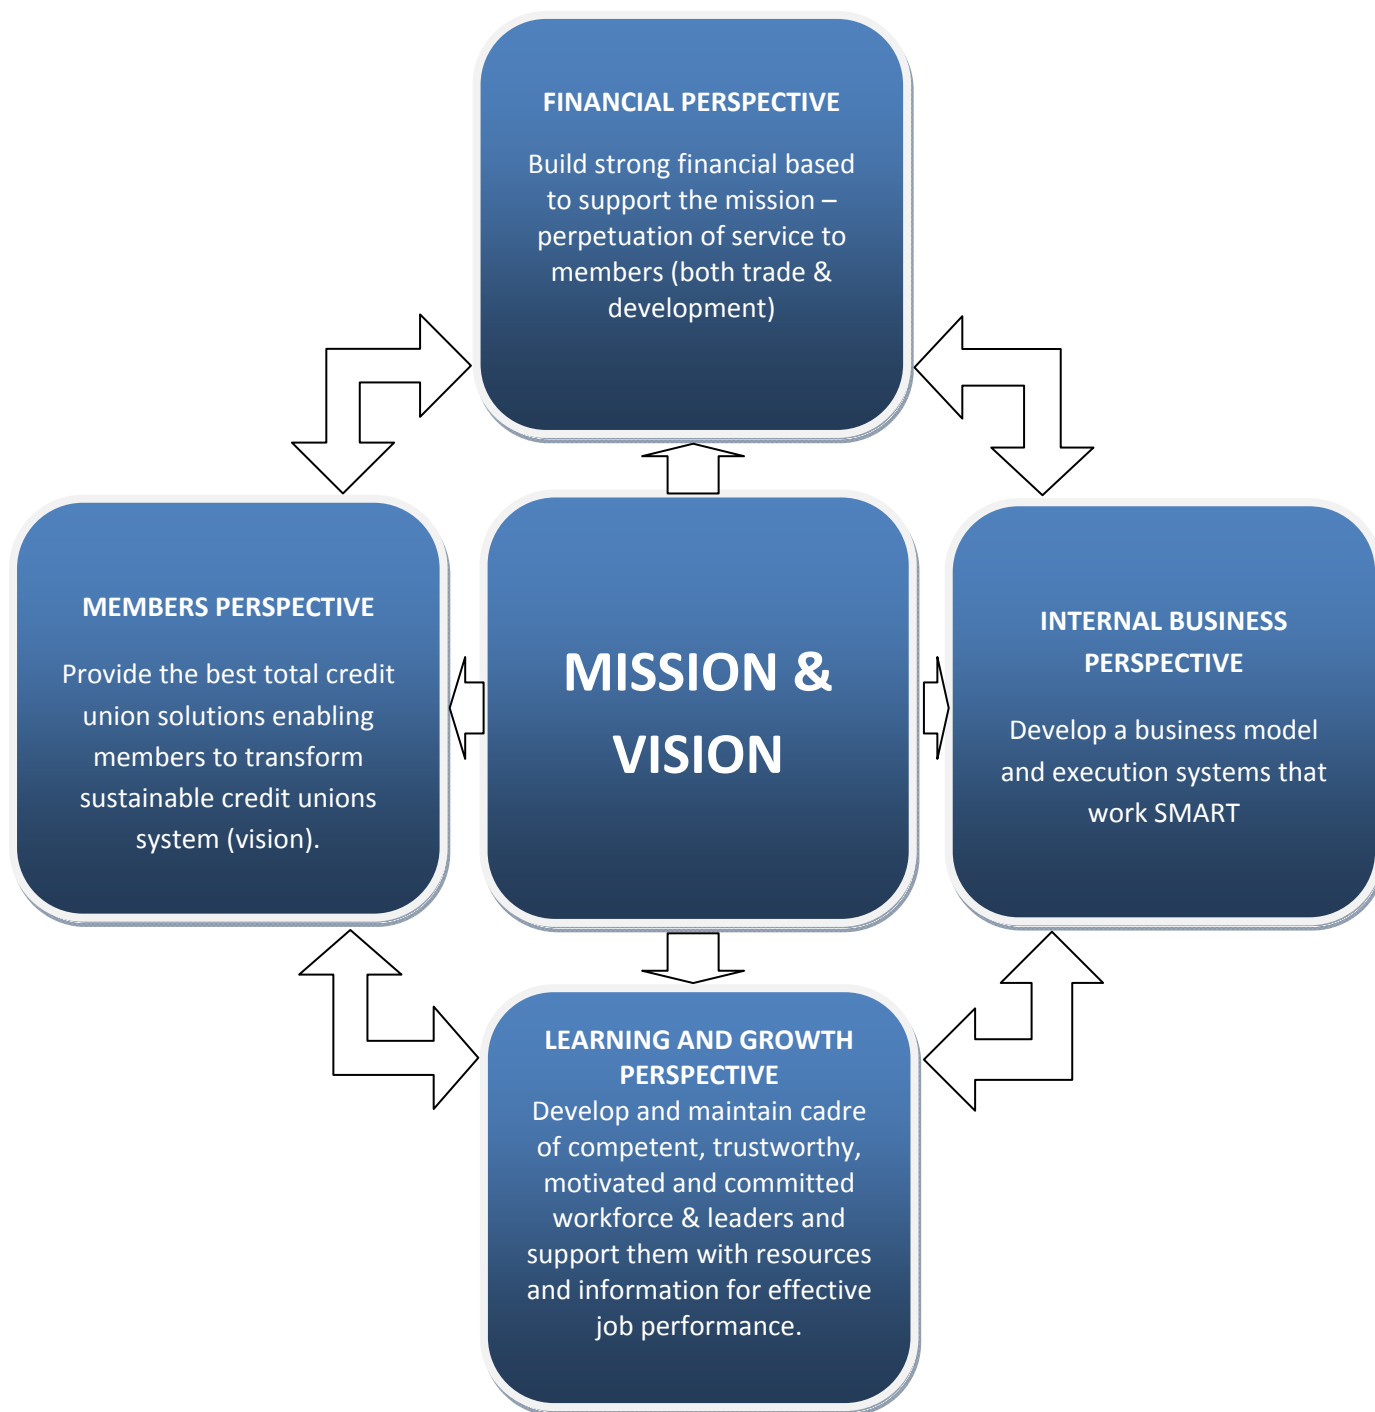 FINANCIAL PERSPECTIVE
Build strong financial based
to support the mission –
perpetuation of service to
members (both trade &
development)
MEMBERS PERSPECTIVE
Provide the best total credit
union solutions enabling
members to transform
sustainable credit unions
system (vision).
MISSION &
VISION
INTERNAL BUSINESS
PERSPECTIVE
Develop a business model
and execution systems that
work SMART
LEARNING AND GROWTH
PERSPECTIVE
Develop and maintain cadre
of competent, trustworthy,
motivated and committed
workforce & leaders and
support them with resources
and information for effective
job performance.